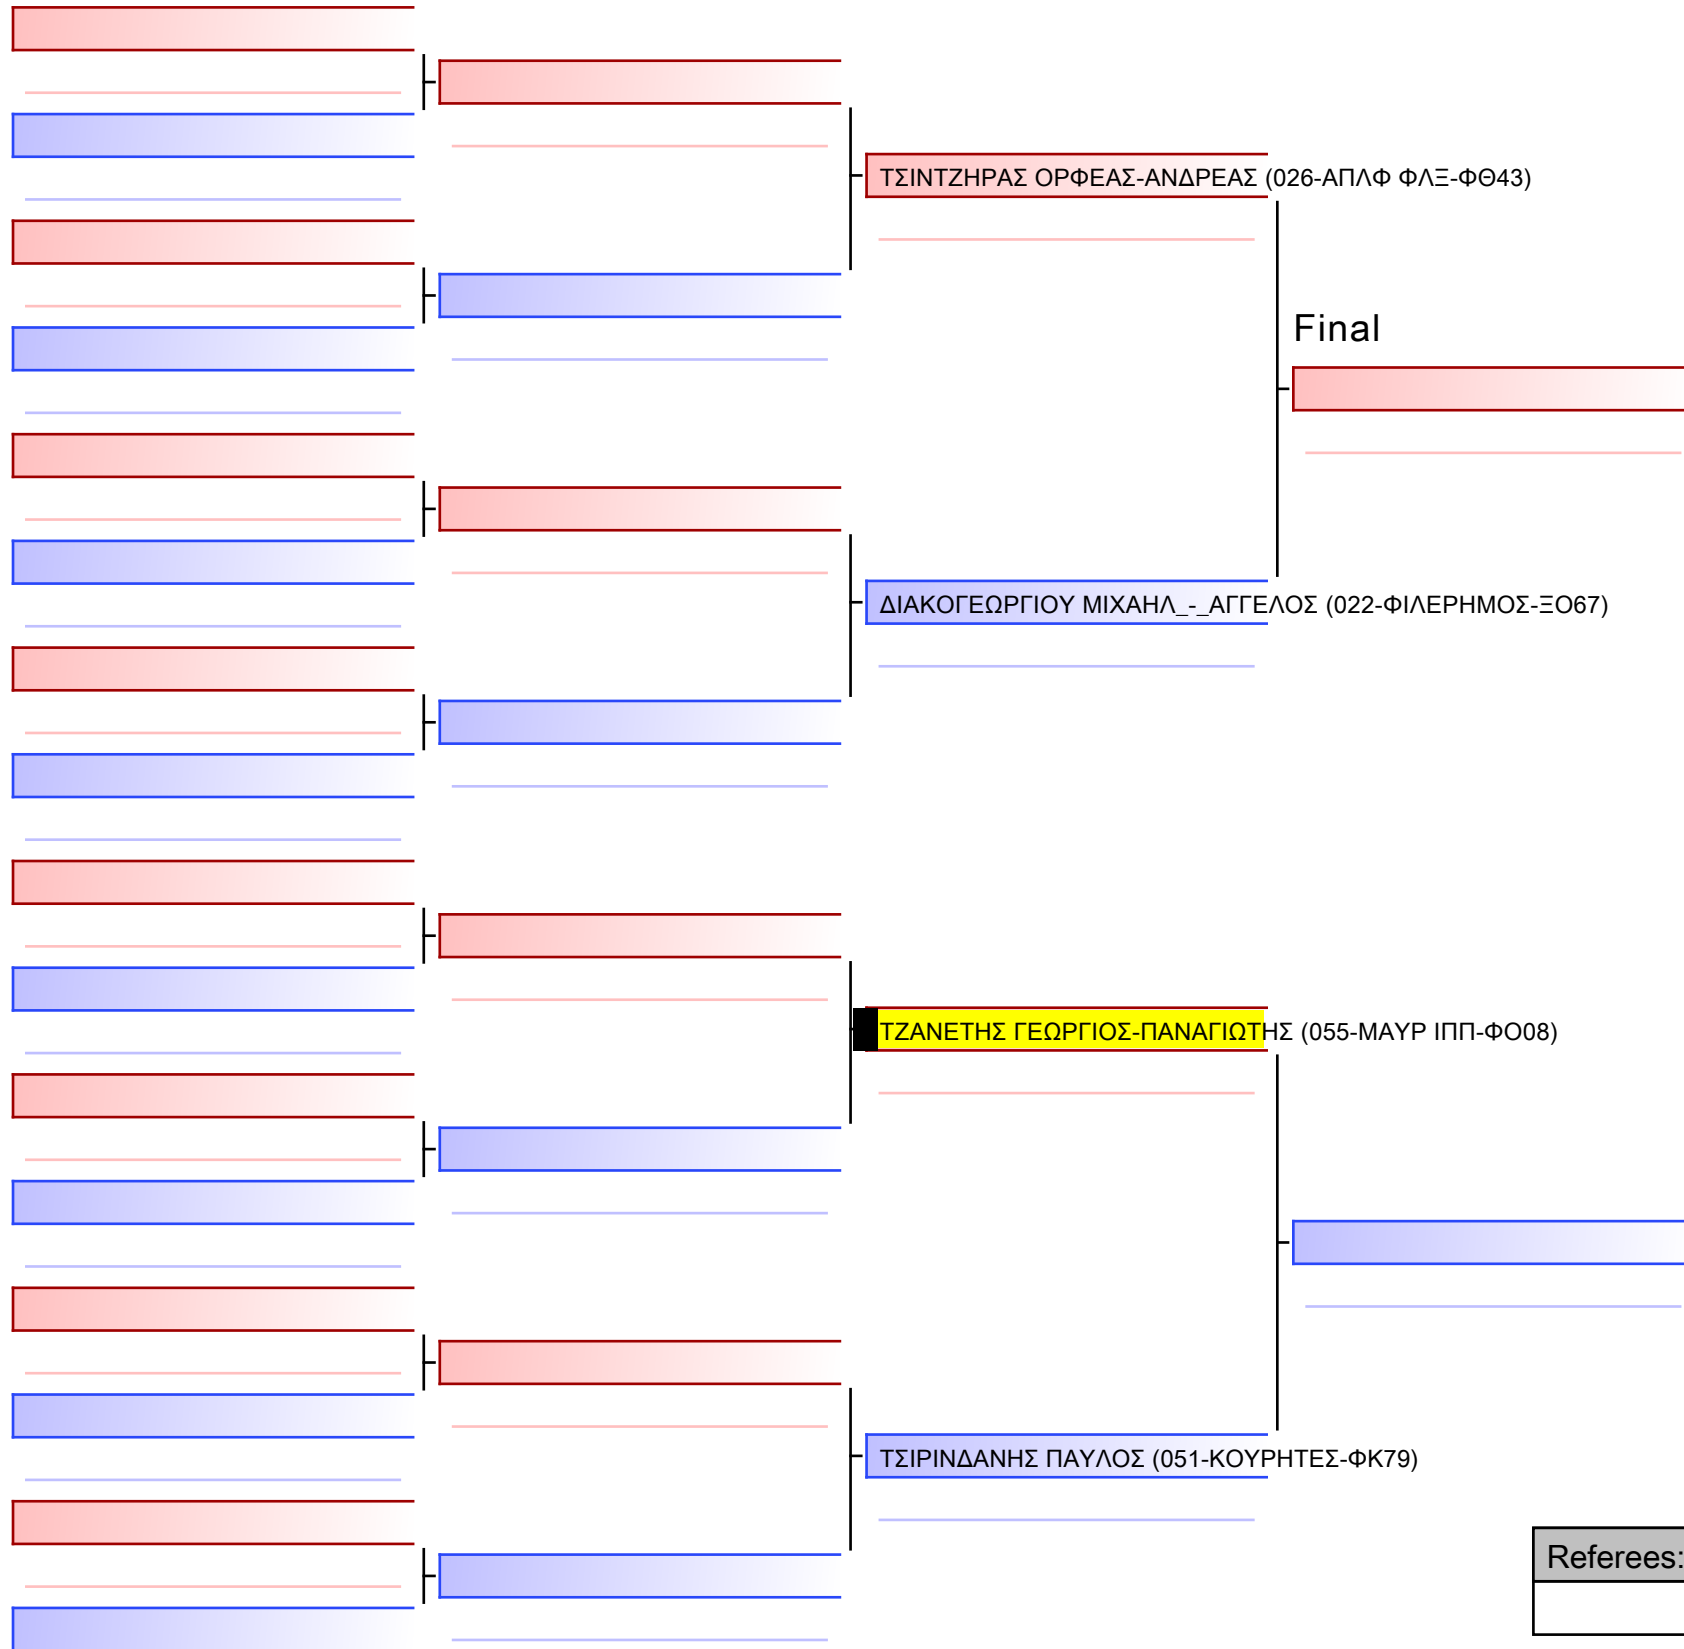 ΤΣΙΝΤΖΗΡΑΣ ΟΡΦΕΑΣ-ΑΝΔΡΕΑΣ (026-ΑΠΛΦ ΦΛΞ-ΦΘ43)
Final
ΔΙΑΚΟΓΕΩΡΓΙΟΥ ΜΙΧΑΗΛ_-_ΑΓΓΕΛΟΣ (022-ΦΙΛΕΡΗΜΟΣ-ΞΟ67)
ΤΖΑΝΕΤΗΣ ΓΕΩΡΓΙΟΣ-ΠΑΝΑΓΙΩΤΗΣ (055-ΜΑΥΡ ΙΠΠ-ΦΟ08)
ΤΣΙΡΙΝΔΑΝΗΣ ΠΑΥΛΟΣ (051-ΚΟΥΡΗΤΕΣ-ΦΚ79)
Referees: